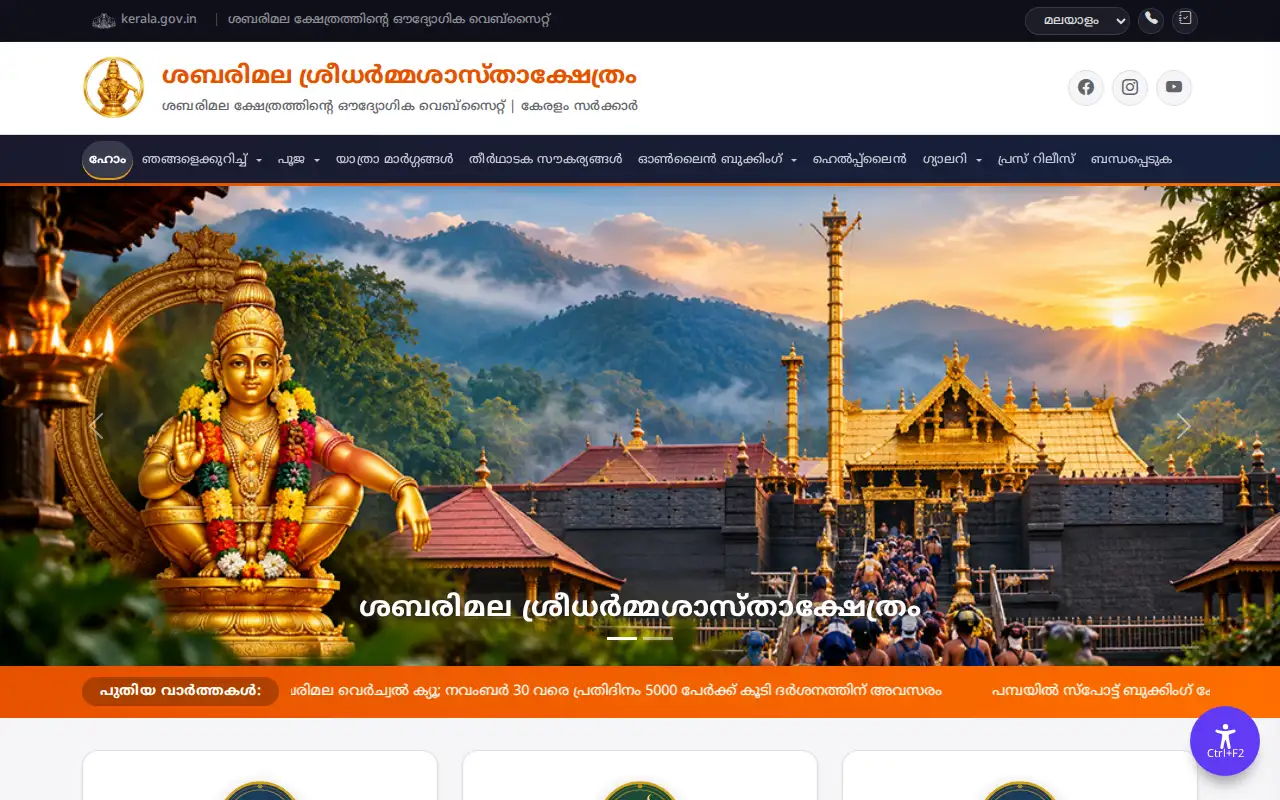 kerala.gov.in
ശബരിമല ക്ഷേത്രത്തിന്റെ ഔദ്യോഗിക വെബ്സൈറ്റ്
മലയാളം
ശബരിമല ശ്രീധർമ്മശാസ്താക്ഷേത്രം
ശബരിമല ക്ഷേത്രത്തിന്റെ ഔദ്യോഗിക വെബ്സൈറ്റ് | കേരളം സർക്കാർ
ഹോം ഞങ്ങളെക്കുറിച്ച് പൂജ യാത്രാ മാർഗ്ഗങ്ങൾ തീർഥാടക സൗകര്യങ്ങൾ ഓൺലൈൻ ബുക്കിംഗ് ഹെൽപ്പ്‌ലൈൻ ഗ്യാലറി പ്രസ് റിലീസ് ബന്ധപ്പെടുക
ശബരിമല ശ്രീധർമ്മശാസ്താക്ഷേത്രം
പുതിയ വാർത്തകൾ: രിമല വെർച്വൽ ക്യൂ; നവംബർ 30 വരെ പ്രതിദിനം 5000 പേർക്ക് കൂടി ദർശനത്തിന് അവസരം പമ്പയിൽ സ്പോട്ട് ബുക്കിംഗ്
Ctrl+F2